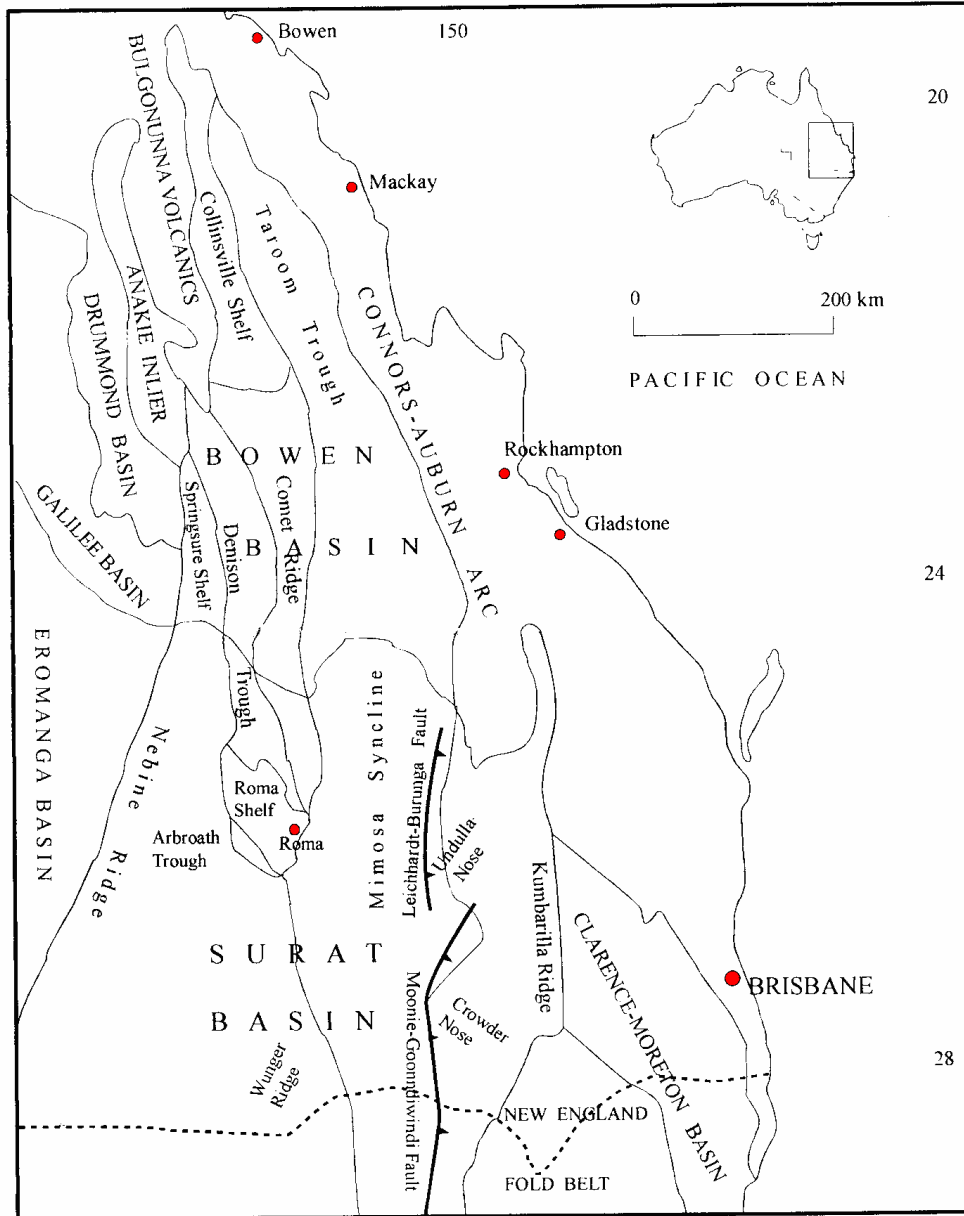 Bowen
150
20
BULGONUNNA VOLCANICS
Mackay
Collinsville Shelf
Taroom Trough
ANAKIE INLIER
DRUMMOND BASIN
CONNORS-AUBURN ARC
0 200 km
PACIFIC OCEAN
BOWEN
BASIN
Rockhampton
Gladstone
GALILEE BASIN
Springsure Shelf
Denison
Trough
Comet Ridge
24
EROMANGA BASIN
Nebine Ridge
Mimosa Syncline
Leichhardt-Burunga Fault
Undulla
Nose
Roma
Shelf
Roma
Arbroath
Trough
Kumbarilla Ridge
CLARENCE-MORETON BASIN
BRISBANE
SURAT
BASIN
Moonie-Goondiwindi Fault
Crowder
Nose
Wunger
Ridge
28
NEW ENGLAND
FOLD BELT